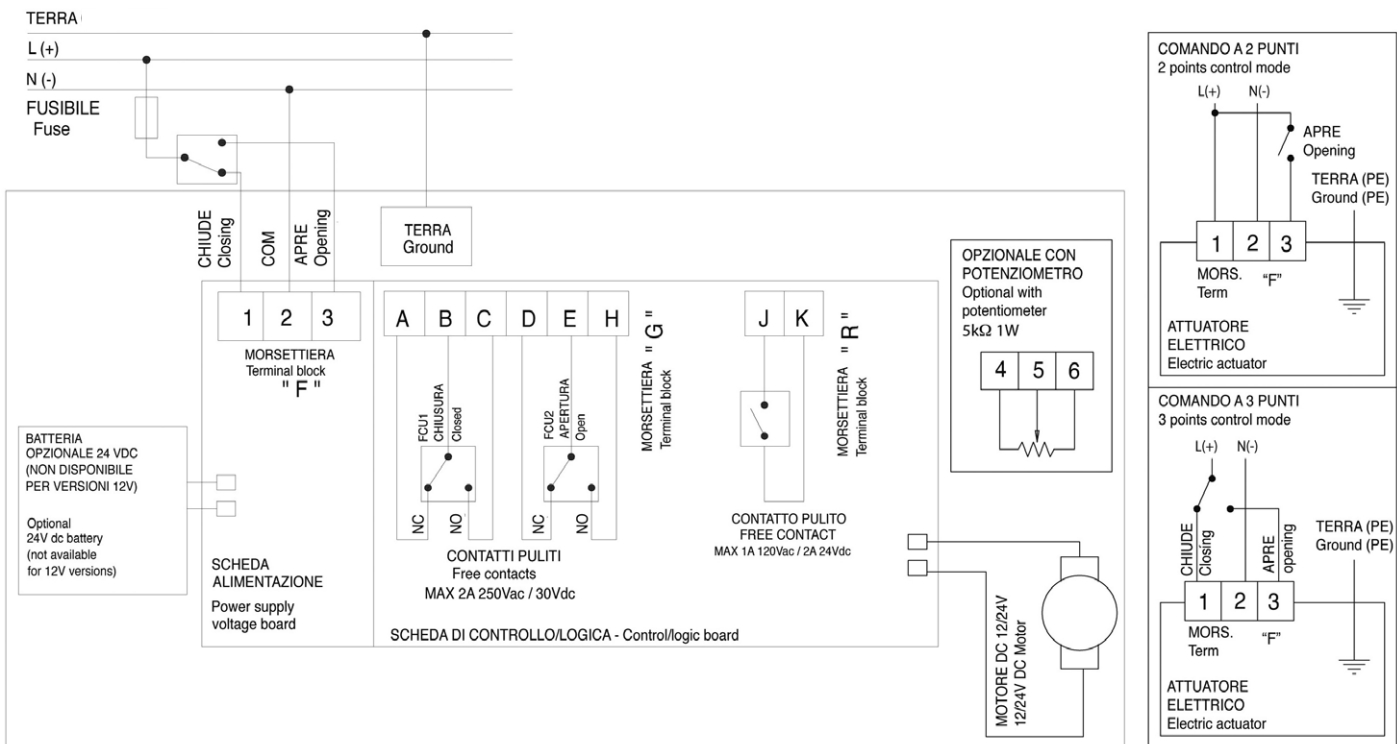 TERRA
L (+)
N (-)
FUSIBILE
Fuse
CHIUDE
Closing
COM
APRE
Opening
TERRA
Ground
1 2 3
MORSETTIERA
Terminal block
" F "
A B C D E H
MORSETTIERA " G "
Terminal block
FCU1
CHIUSURA
Closed
FCU2
APERTURA
Open
NC NO NC NO
CONTATTI PULITI
Free contacts
MAX 2A 250Vac / 30Vdc
J K
MORSETTIERA " R "
Terminal block
CONTATTO PULITO
FREE CONTACT
MAX 1A 120Vac / 2A 24Vdc
OPZIONALE CON
POTENZIOMETRO
Optional with
potentiometer
5kΩ 1W
4 5 6
BATTERIA
OPZIONALE 24 VDC
(NON DISPONIBILE
PER VERSIONI 12V)
Optional
24V dc battery
(not available
for 12V versions)
SCHEDA
ALIMENTAZIONE
Power supply
voltage board
SCHEDA DI CONTROLLO/LOGICA - Control/logic board
MOTORE DC 12/24V
12/24V DC Motor
COMANDO A 2 PUNTI
2 points control mode
L(+) N(-)
APRE
Opening
TERRA (PE)
Ground (PE)
1 2 3
MORS. "F"
Term
ATTUATORE
ELETTRICO
Electric actuator
COMANDO A 3 PUNTI
3 points control mode
L(+) N(-)
CHIUDE
Closing
APRE
opening
TERRA (PE)
Ground (PE)
1 2 3
MORS. "F"
Term
ATTUATORE
ELETTRICO
Electric actuator